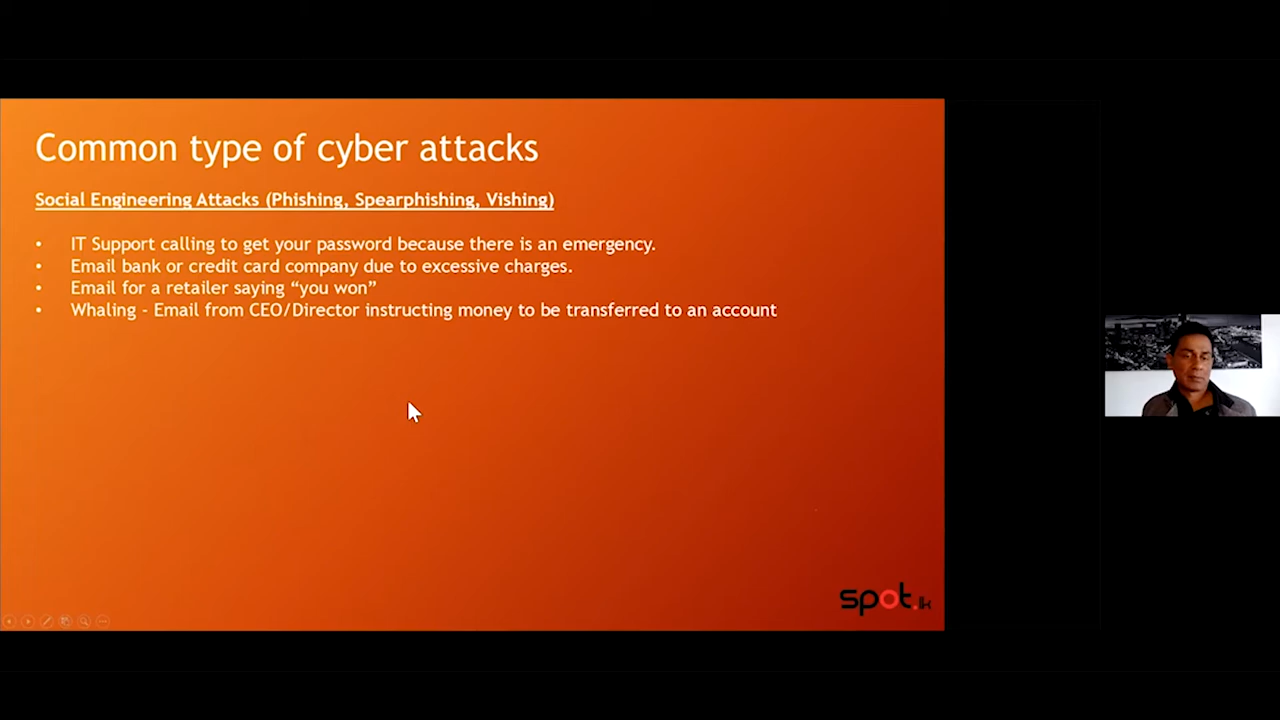 Common type of cyber attacks
Social Engineering Attacks (Phishing, Spearphishing, Vishing)
• IT Support calling to get your password because there is an emergency.
• Email bank or credit card company due to excessive charges.
• Email for a retailer saying “you won”
• Whaling - Email from CEO/Director instructing money to be transferred to an account
spot.lk